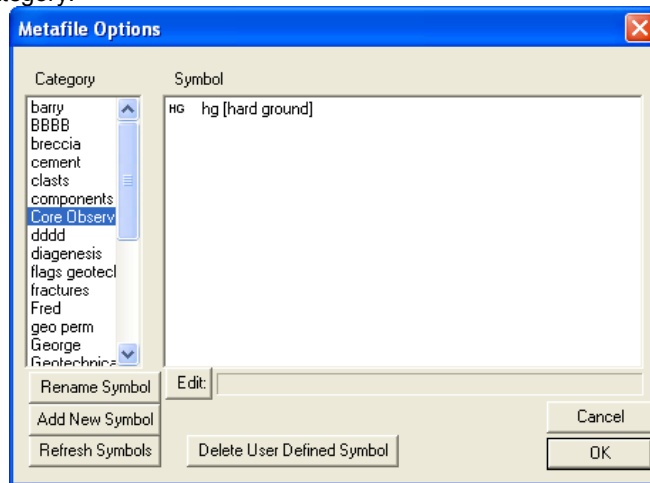 tegory.
Metafile Options
Category
Symbol
barry
BBBB
breccia
cement
clasts
components
Core Observ
dddd
diagenesis
flags geotecl
fractures
Fred
geo perm
George
Geotechnica
HG hg [hard ground]
Rename Symbol
Edit:
Add New Symbol
Cancel
Refresh Symbols
Delete User Defined Symbol
OK